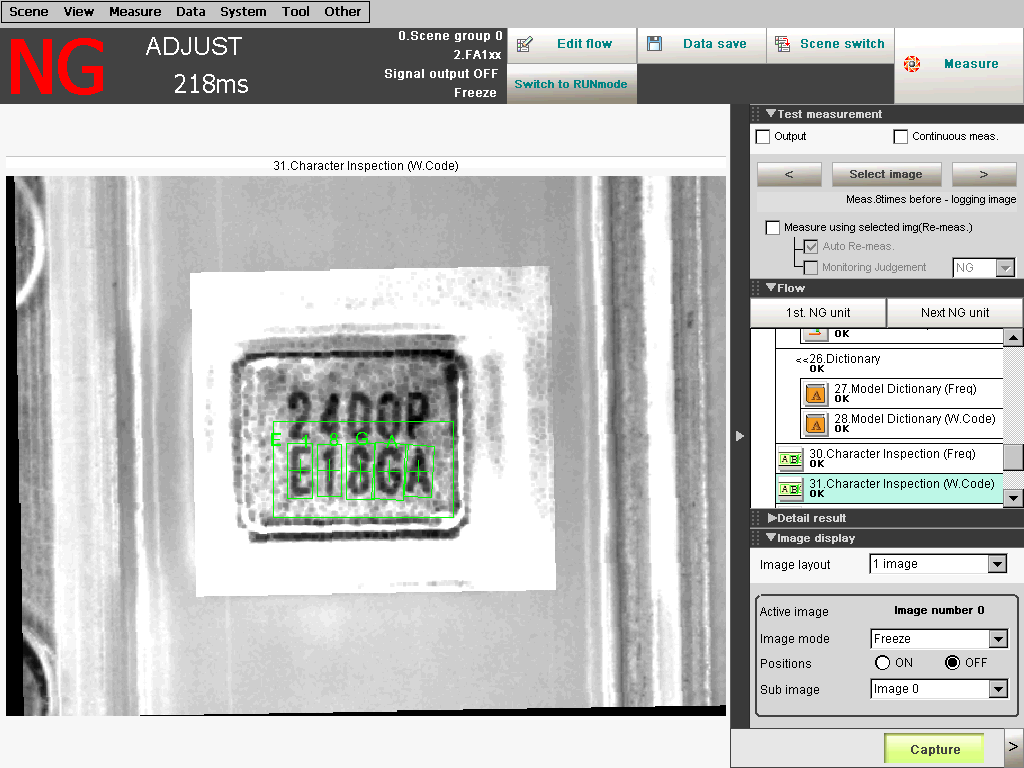 Scene View Measure Data System Tool Other
NG
ADJUST
218ms
0.Scene group 0
2.FA1xx
Signal output OFF
Freeze
Edit flow
Data save
Scene switch
Switch to RUNmode
Measure
31.Character Inspection (W.Code)
240OP
E10GA
E 1 8 G A
Test measurement
Output
Continuous meas.
<
Select image
>
Meas.8times before - logging image
Measure using selected img(Re-meas.)
Auto Re-meas.
Monitoring Judgement
NG
Flow
1st. NG unit
Next NG unit
OK
<<26.Dictionary
OK
27.Model Dictionary (Freq)
OK
28.Model Dictionary (W.Code)
OK
30.Character Inspection (Freq)
OK
31.Character Inspection (W.Code)
OK
Detail result
Image display
Image layout
1 image
Active image
Image number 0
Image mode
Freeze
Positions
ON
OFF
Sub image
Image 0
Capture
>